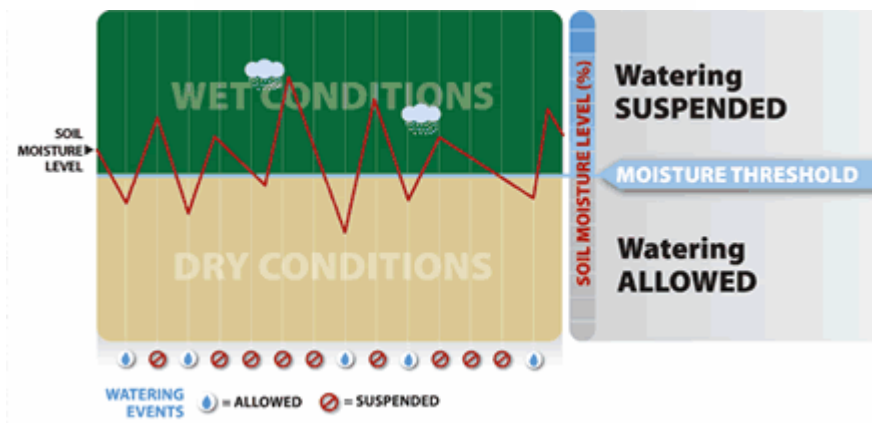 WET CONDITIONS
DRY CONDITIONS
SOIL
MOISTURE
LEVEL
SOIL MOISTURE LEVEL (%)
Watering
SUSPENDED
MOISTURE THRESHOLD
Watering
ALLOWED
WATERING
EVENTS
= ALLOWED
= SUSPENDED